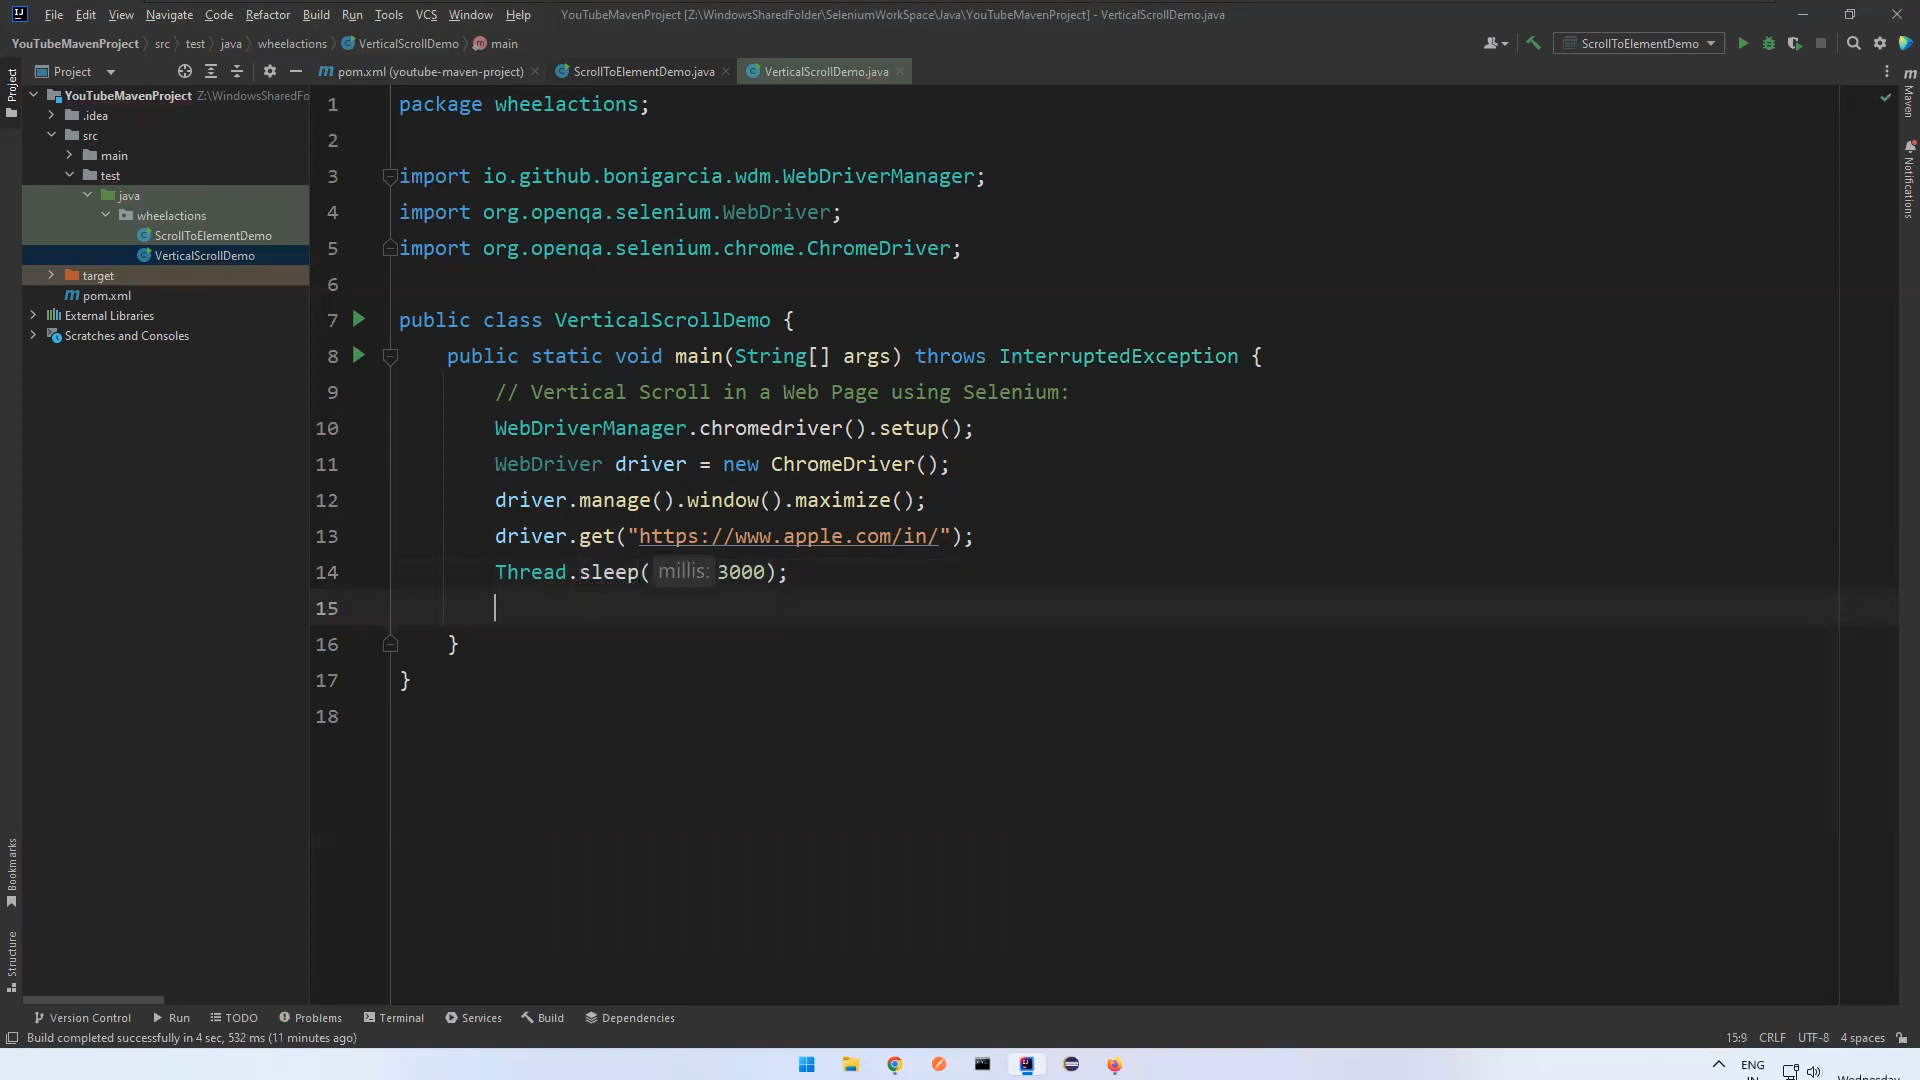 File Edit View Navigate Code Refactor Build Run Tools VCS Window Help YouTubeMavenProject [Z:\WindowsSharedFolder\SeleniumWorkSpace\Java\YouTubeMavenProject] - VerticalScrollDemo.java
YouTubeMavenProject src test java wheelactions VerticalScrollDemo main ScrollToElementDemo
Project pom.xml (youtube-maven-project) ScrollToElementDemo.java VerticalScrollDemo.java
Project
Bookmarks
Structure
YouTubeMavenProject Z:\WindowsSharedFo
.idea
src
main
test
java
wheelactions
ScrollToElementDemo
VerticalScrollDemo
target
pom.xml
External Libraries
Scratches and Consoles
1 package wheelactions;
2
3 import io.github.bonigarcia.wdm.WebDriverManager;
4 import org.openqa.selenium.WebDriver;
5 import org.openqa.selenium.chrome.ChromeDriver;
6
7 public class VerticalScrollDemo {
8 public static void main(String[] args) throws InterruptedException {
9 // Vertical Scroll in a Web Page using Selenium:
10 WebDriverManager.chromedriver().setup();
11 WebDriver driver = new ChromeDriver();
12 driver.manage().window().maximize();
13 driver.get("https://www.apple.com/in/");
14 Thread.sleep( millis: 3000);
15
16 }
17 }
18
Maven
Notifications
Version Control Run TODO Problems Terminal Services Build Dependencies
Build completed successfully in 4 sec, 532 ms (11 minutes ago) 15:9 CRLF UTF-8 4 spaces
ENG
IN
Wednesday